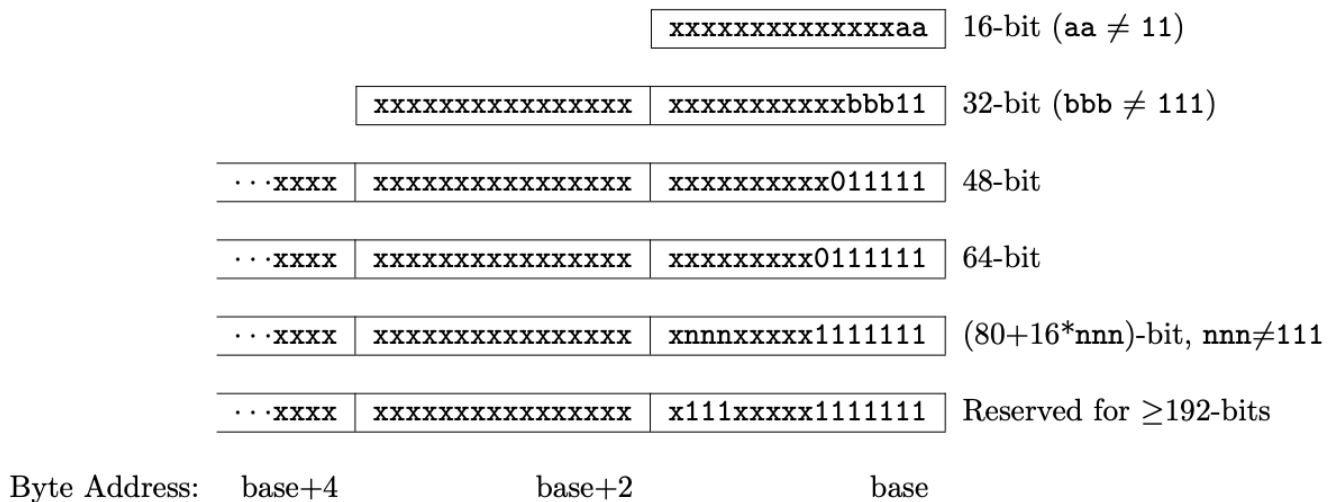 xxxxxxxxxxxxxxaa 16-bit (aa ≠ 11)
xxxxxxxxxxxxxxxx xxxxxxxxxxxbbb11 32-bit (bbb ≠ 111)
···xxxx xxxxxxxxxxxxxxxx xxxxxxxxxx011111 48-bit
···xxxx xxxxxxxxxxxxxxxx xxxxxxxxx0111111 64-bit
···xxxx xxxxxxxxxxxxxxxx xnnnxxxxx1111111 (80+16*nnn)-bit, nnn≠111
···xxxx xxxxxxxxxxxxxxxx x111xxxxx1111111 Reserved for ≥192-bits
Byte Address: base+4 base+2 base